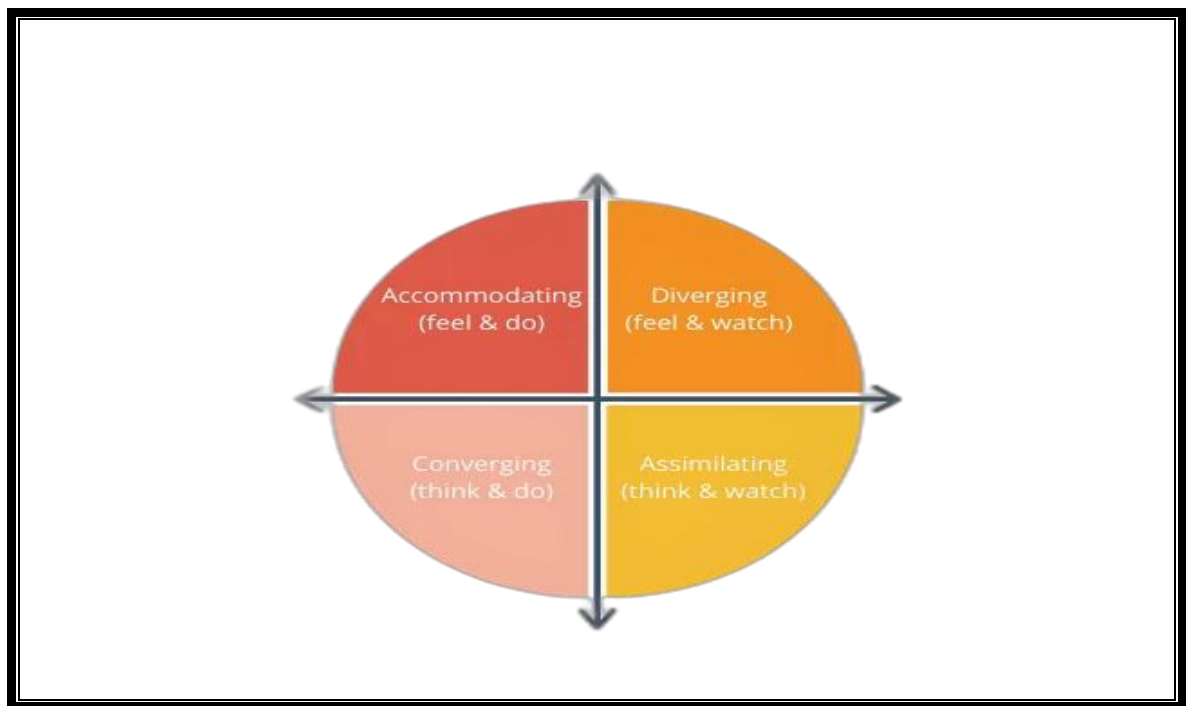 Accommodating
(feel & do)
Diverging
(feel & watch)
Converging
(think & do)
Assimilating
(think & watch)